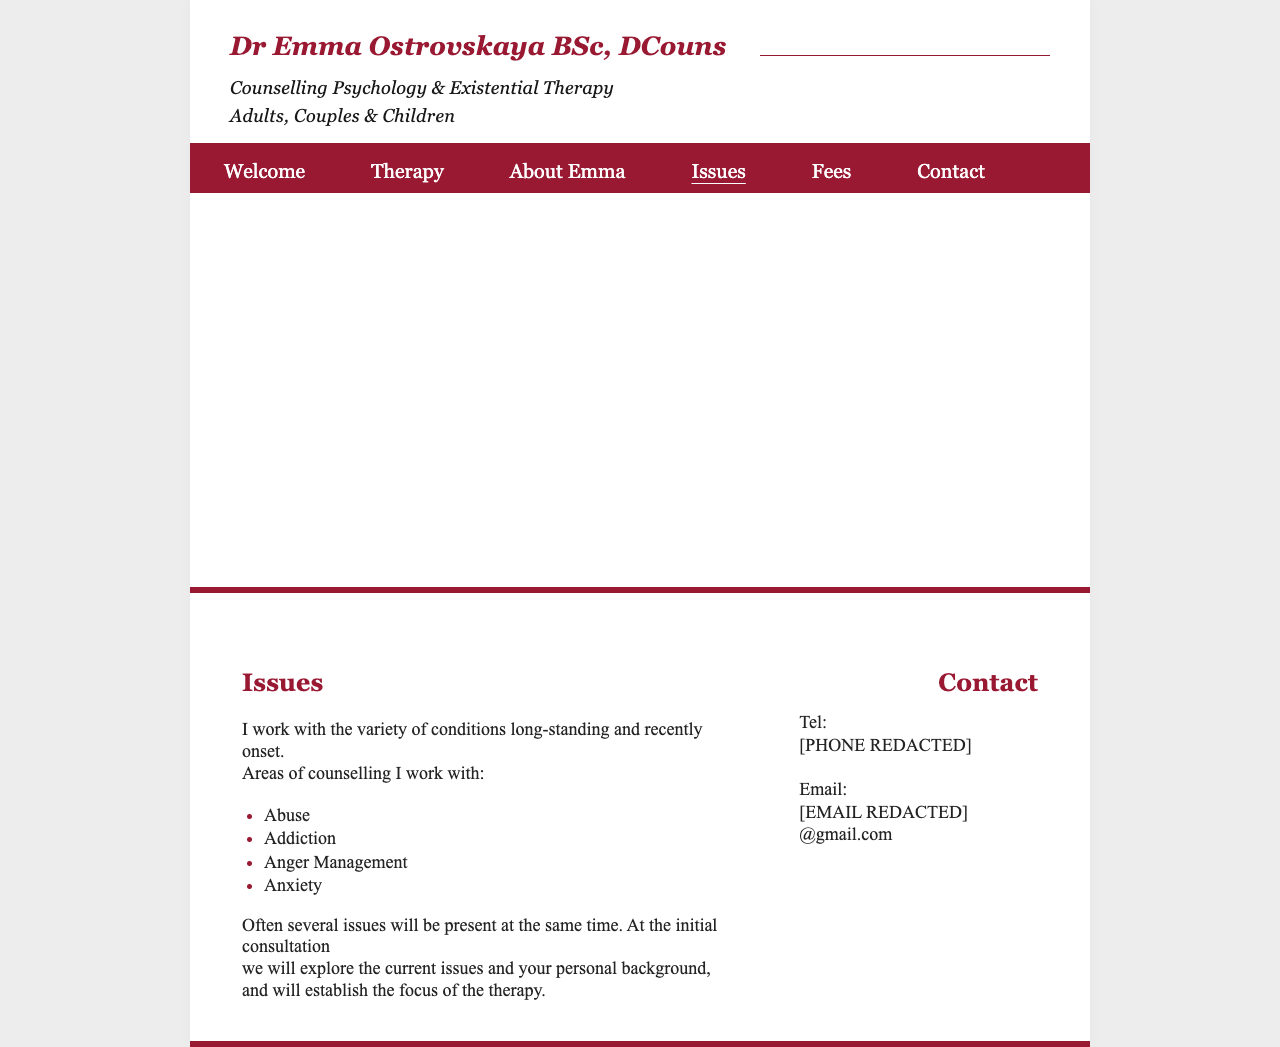 Dr Emma Ostrovskaya BSc, DCouns
Counselling Psychology & Existential Therapy
Adults, Couples & Children
Welcome Therapy About Emma Issues Fees Contact
Issues
I work with the variety of conditions long-standing and recently
onset.
Areas of counselling I work with:
• Abuse
• Addiction
• Anger Management
• Anxiety
Often several issues will be present at the same time. At the initial
consultation
we will explore the current issues and your personal background,
and will establish the focus of the therapy.
Contact
Tel:
[PHONE REDACTED]
Email:
[EMAIL REDACTED]
@gmail.com